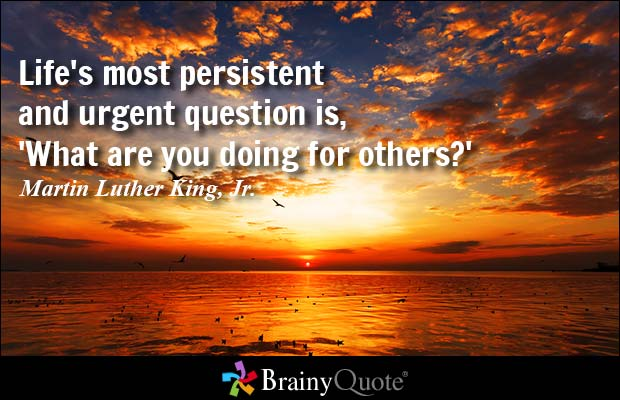 Life's most persistent
and urgent question is,
'What are you doing for others?'
Martin Luther King, Jr.
BrainyQuote®